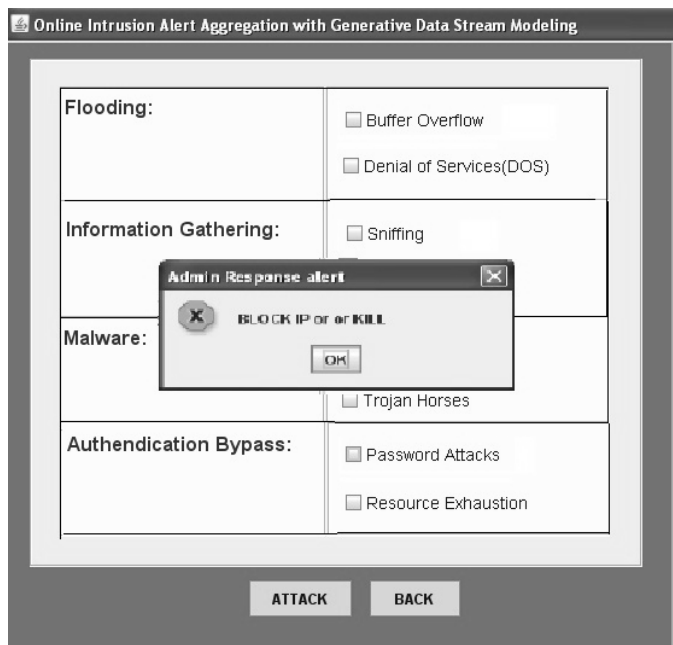 Online Intrusion Alert Aggregation with Generative Data Stream Modeling
Flooding:
Buffer Overflow
Denial of Services(DOS)
Information Gathering:
Sniffing
Admin Response alert
BLOCK IP or or KILL
OK
Malware:
Trojan Horses
Authendication Bypass:
Password Attacks
Resource Exhaustion
ATTACK
BACK